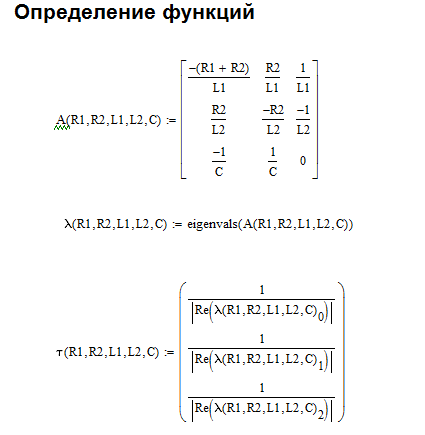 Определение функций
A(R1,R2,L1,L2,C) :=
−(R1 + R2) R2 1
L1 L1 L1
R2 −R2 −1
L2 L2 L2
−1 1 0
C C
λ(R1,R2,L1,L2,C) := eigenvals(A(R1,R2,L1,L2,C))
τ(R1,R2,L1,L2,C) :=
1
|Re(λ(R1,R2,L1,L2,C)₀)|
1
|Re(λ(R1,R2,L1,L2,C)₁)|
1
|Re(λ(R1,R2,L1,L2,C)₂)|